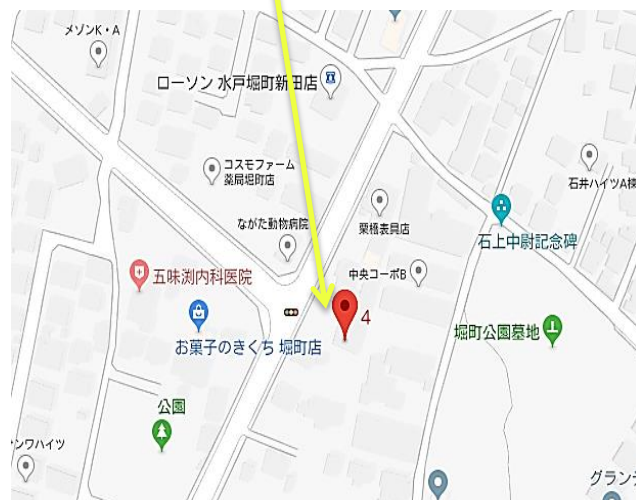 メゾンK・A
ローソン 水戸堀町新田店
コスモファーム
薬局堀町店
石井ハイツA棟
ながた動物病院
栗橋表具店
石上中尉記念碑
五味渕内科医院
中央コーポB
4
お菓子のきくち 堀町店
堀町公園墓地
公園
ンワハイツ
グラン